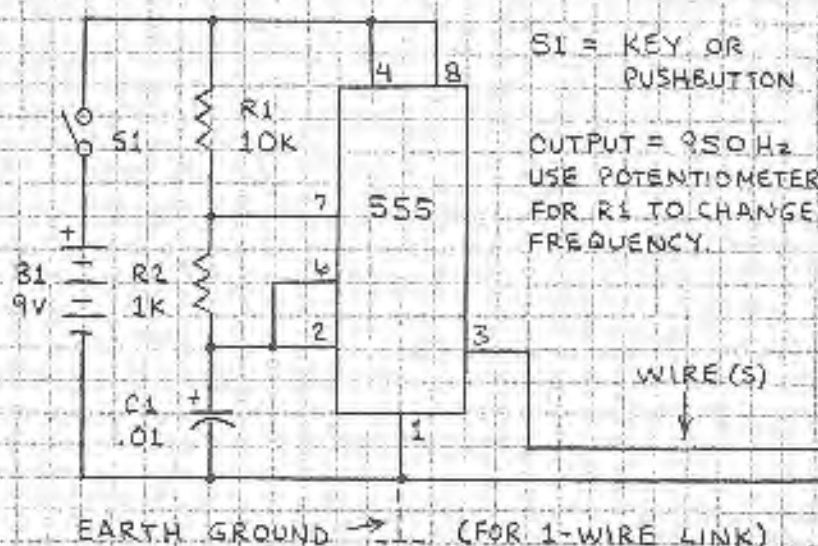 S1 = KEY OR
PUSHBUTTON
4 8
R1
10K
S1
OUTPUT = 950 Hz
USE POTENTIOMETER
FOR R1 TO CHANGE
FREQUENCY.
555
7
+
B1
9V
R2
1K
6
2
3
WIRE(S)
C1 +
.01
1
EARTH GROUND → (FOR 1-WIRE LINK)